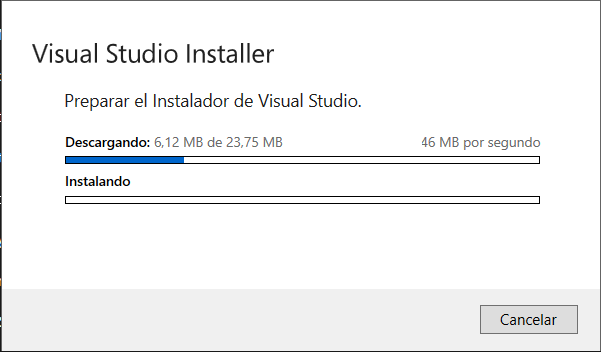 Visual Studio Installer
Preparar el Instalador de Visual Studio.
Descargando: 6,12 MB de 23,75 MB 46 MB por segundo
Instalando
Cancelar